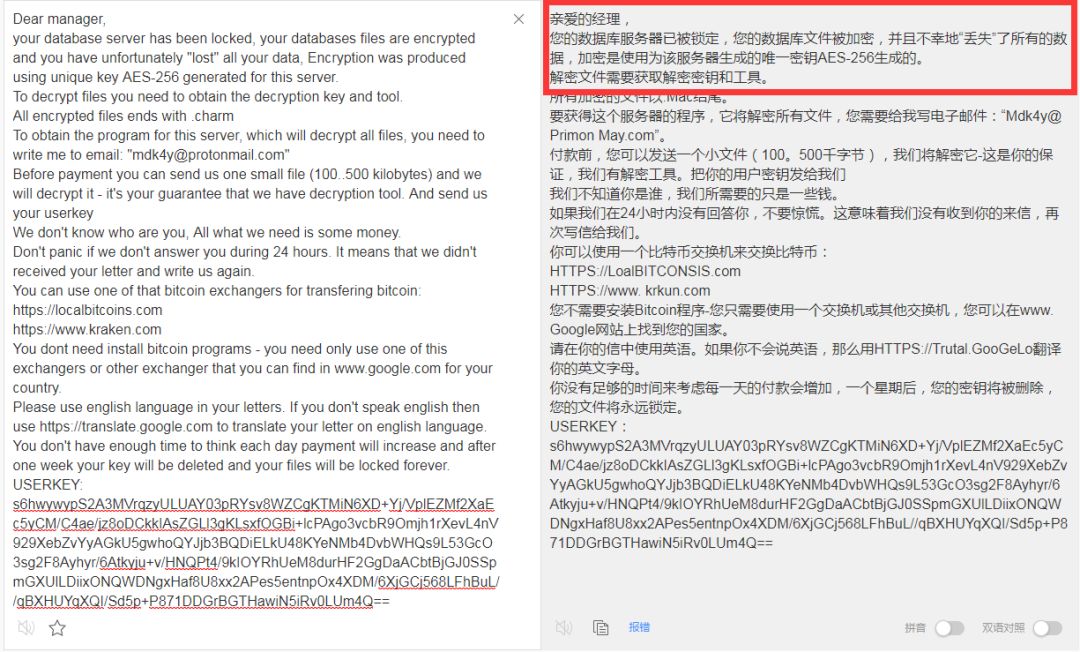 Dear manager,
your database server has been locked, your databases files are encrypted
and you have unfortunately "lost" all your data, Encryption was produced
using unique key AES-256 generated for this server.
To decrypt files you need to obtain the decryption key and tool.
All encrypted files ends with .charm
To obtain the program for this server, which will decrypt all files, you need to
write me to email: "mdk4y@protonmail.com"
Before payment you can send us one small file (100..500 kilobytes) and we
will decrypt it - it's your guarantee that we have decryption tool. And send us
your userkey
We don't know who are you, All what we need is some money.
Don't panic if we don't answer you during 24 hours. It means that we didn't
received your letter and write us again.
You can use one of that bitcoin exchangers for transfering bitcoin:
https://localbitcoins.com
https://www.kraken.com
You dont need install bitcoin programs - you need only use one of this
exchangers or other exchanger that you can find in www.google.com for your
country.
Please use english language in your letters. If you don't speak english then
use https://translate.google.com to translate your letter on english language.
You don't have enough time to think each day payment will increase and after
one week your key will be deleted and your files will be locked forever.
USERKEY:
s6hwywypS2A3MVrqzyULUAY03pRYsv8WZCgKTMiN6XD+Yj/VplEZMf2XaE
c5yCM/C4ae/jz8oDCkkIAsZGLl3gKLsxfOGBi+lcPAgo3vcbR9Omjh1rXevL4nV
929XebZvYyAGkU5gwhoQYJjb3BQDiELkU48KYeNMb4DvbWHQs9L53GcO
3sg2F8Ayhyr/6Atkyju+v/HNQPt4/9kIOYRhUeM8durHF2GgDaACbtBjGJ0SSp
mGXUlLDiixONQWDNgxHaf8U8xx2APes5entnpOx4XDM/6XjGCj568LFhBuL/
/qBXHUYqXQI/Sd5p+P871DDGrBGTHawiN5iRv0LUm4Q==
亲爱的经理，
您的数据库服务器已被锁定，您的数据库文件被加密，并且不幸地“丢失”了所有的数
据，加密是使用为该服务器生成的唯一密钥AES-256生成的。
解密文件需要获取解密密钥和工具。
所有加密的文件以.Mac结尾。
要获得这个服务器的程序，它将解密所有文件，您需要给我写电子邮件：“Mdk4y@
Primon May.com”。
付款前，您可以发送一个小文件（100。500千字节），我们将解密它-这是你的保
证，我们有解密工具。把你的用户密钥发给我们
我们不知道你是谁，我们所需要的只是一些钱。
如果我们在24小时内没有回答你，不要惊慌。这意味着我们没有收到你的来信，再
次写信给我们。
你可以使用一个比特币交换机来交换比特币：
HTTPS://LoalBITCONSIS.com
HTTPS://www. krkun.com
您不需要安装Bitcoin程序-您只需要使用一个交换机或其他交换机，您可以在www.
Google网站上找到您的国家。
请在你的信中使用英语。如果你不会说英语，那么用HTTPS://Trutal.GooGeLo翻译
你的英文字母。
你没有足够的时间来考虑每一天的付款会增加，一个星期后，您的密钥将被删除，
您的文件将永远锁定。
USERKEY：
s6hwywypS2A3MVrqzyULUAY03pRYsv8WZCgKTMiN6XD+Yj/VplEZMf2XaEc5yC
M/C4ae/jz8oDCkkIAsZGLl3gKLsxfOGBi+lcPAgo3vcbR9Omjh1rXevL4nV929XebZv
YyAGkU5gwhoQYJjb3BQDiELkU48KYeNMb4DvbWHQs9L53GcO3sg2F8Ayhyr/6
Atkyju+v/HNQPt4/9kIOYRhUeM8durHF2GgDaACbtBjGJ0SSpmGXUlLDiixONQW
DNgxHaf8U8xx2APes5entnpOx4XDM/6XjGCj568LFhBuL//qBXHUYqXQI/Sd5p+P8
71DDGrBGTHawiN5iRv0LUm4Q==
报错
拼音
双语对照